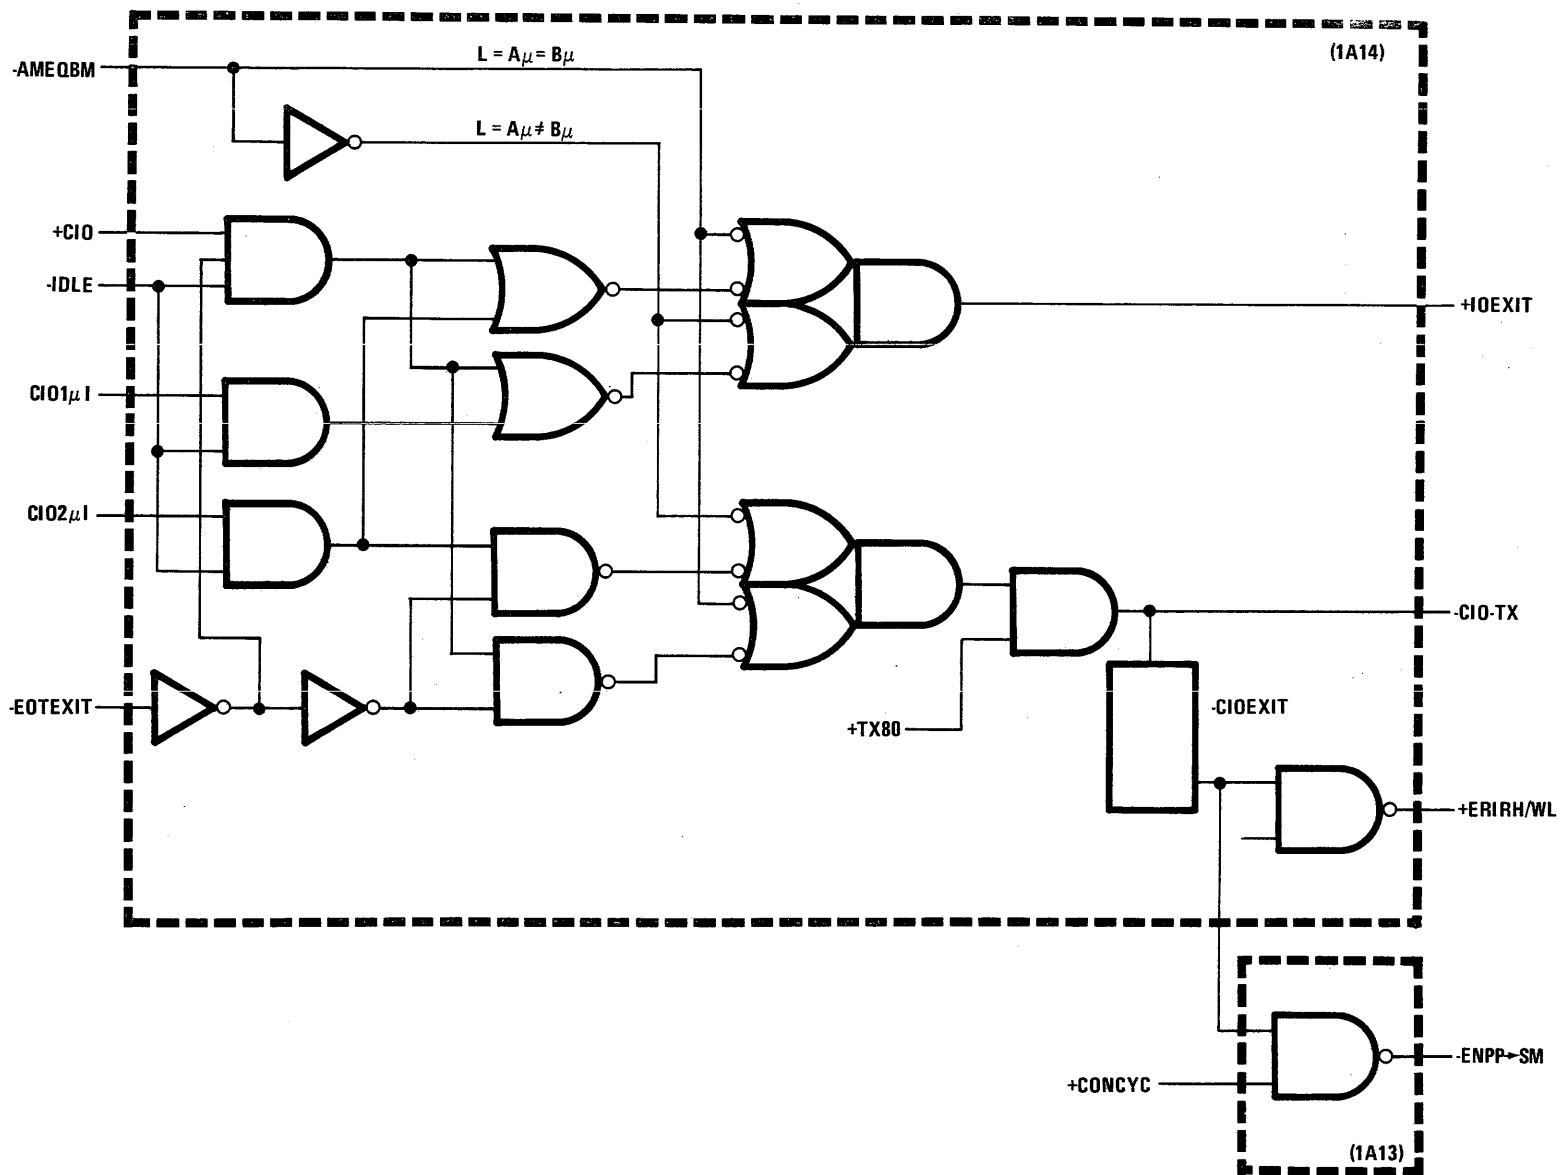 (1A14)
-AMEQBM
L = Aμ = Bμ
L = Aμ ≠ Bμ
+CIO
-IDLE
+IOEXIT
CIO1μI
CIO2μI
-CIO-TX
-EOTEXIT
-CIOEXIT
+TX80
+ERIRH/WL
-ENPP→SM
+CONCYC
(1A13)